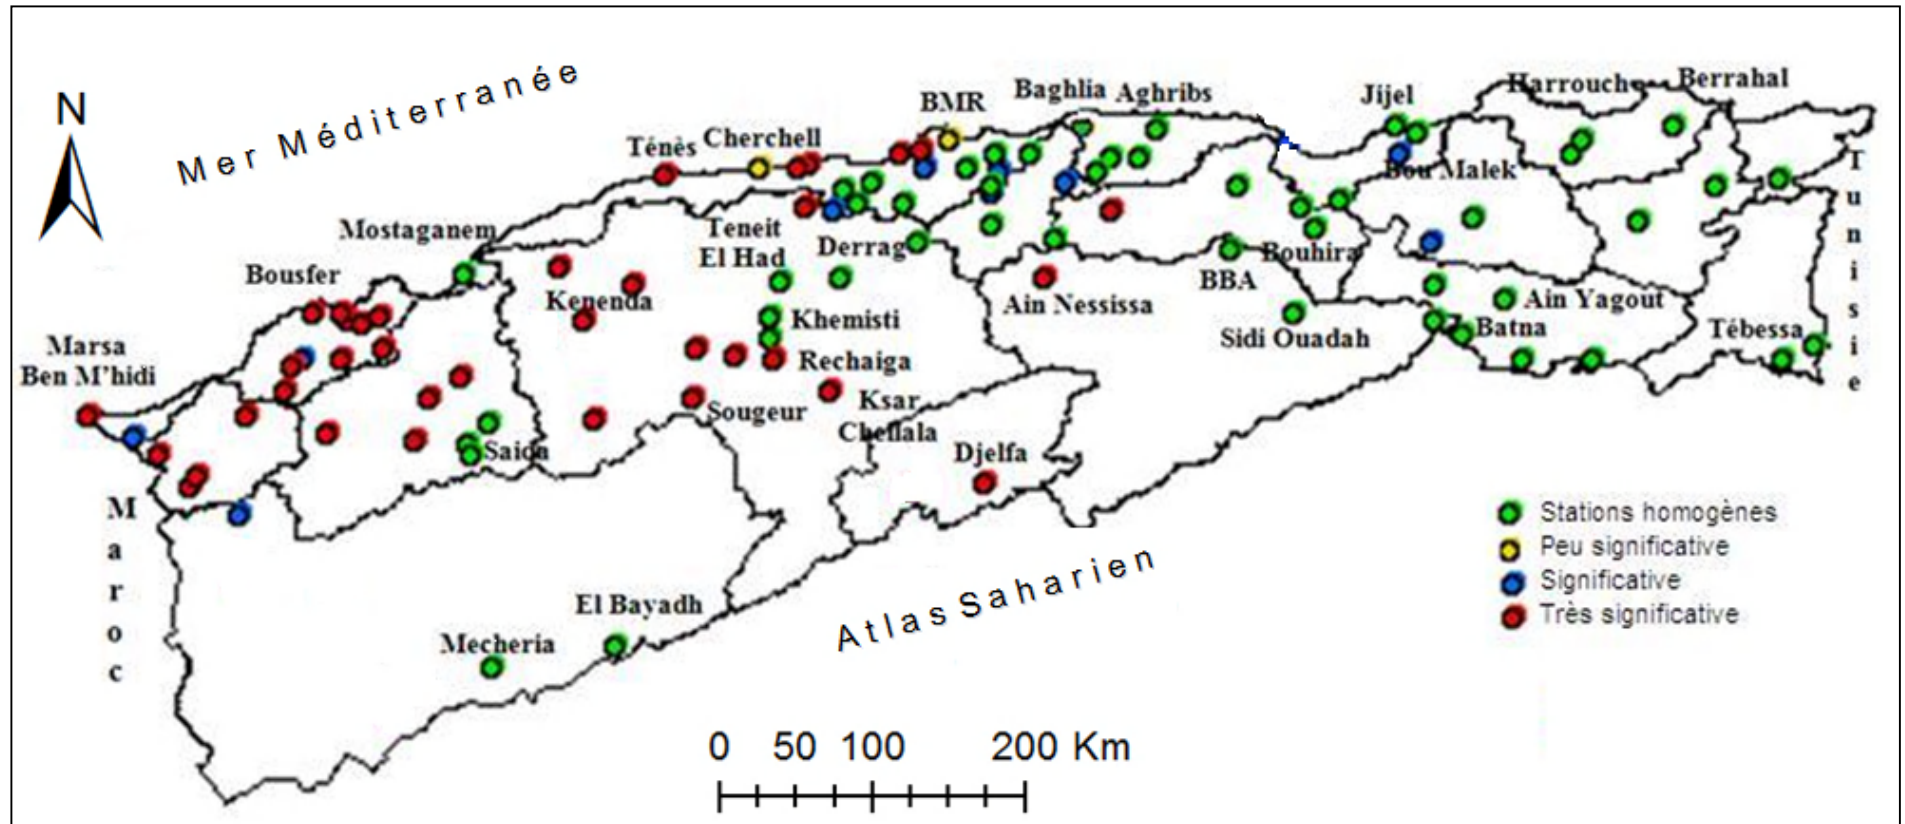 N
Mer Méditerranée
BMR
Baghlia
Aghribs
Jijel
Harrouche
Berrahal
Ténès
Cherchell
Bou Malek
Mostaganem
Teneit
El Had
Derrag
Bouhira
BBA
Bousfer
Kenenda
Ain Nessissa
Ain Yagout
Khemisti
Sidi Ouadah
Batna
Tébessa
Marsa
Ben M'hidi
Rechaiga
Sougeur
Ksar
Chellala
Saida
Djelfa
Tunisie
Maroc
Atlas Saharien
El Bayadh
Mecheria
Stations homogènes
Peu significative
Significative
Très significative
0 50 100 200 Km